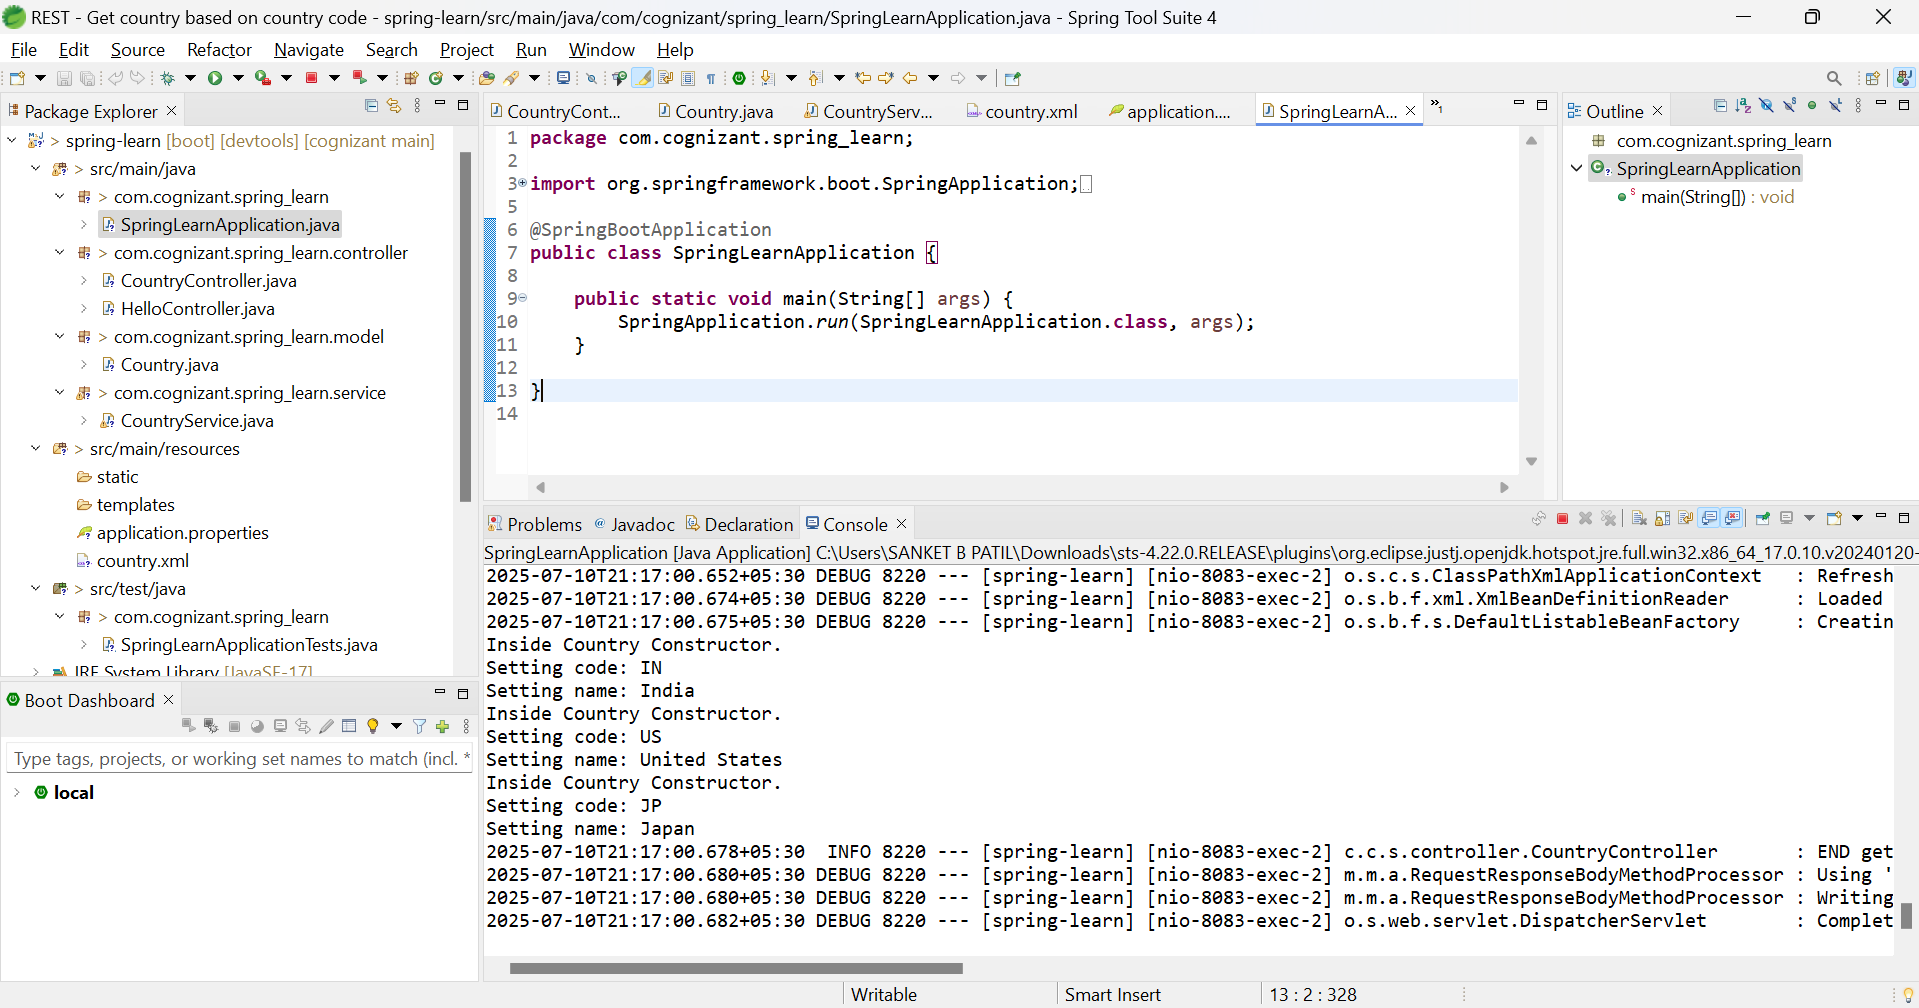 REST - Get country based on country code - spring-learn/src/main/java/com/cognizant/spring_learn/SpringLearnApplication.java - Spring Tool Suite 4
File Edit Source Refactor Navigate Search Project Run Window Help
Package Explorer
> spring-learn [boot] [devtools] [cognizant main]
> src/main/java
> com.cognizant.spring_learn
SpringLearnApplication.java
> com.cognizant.spring_learn.controller
CountryController.java
HelloController.java
> com.cognizant.spring_learn.model
Country.java
> com.cognizant.spring_learn.service
CountryService.java
> src/main/resources
static
templates
application.properties
country.xml
> src/test/java
> com.cognizant.spring_learn
SpringLearnApplicationTests.java
JRE System Library [JavaSE-17]
Boot Dashboard
Type tags, projects, or working set names to match (incl. *
local
CountryCont... Country.java CountryServ... country.xml application.... SpringLearnA... »1
1 package com.cognizant.spring_learn;
2
3 import org.springframework.boot.SpringApplication;
5
6 @SpringBootApplication
7 public class SpringLearnApplication {
8
9 public static void main(String[] args) {
10 SpringApplication.run(SpringLearnApplication.class, args);
11 }
12
13 }
14
Outline
com.cognizant.spring_learn
SpringLearnApplication
main(String[]) : void
Problems @ Javadoc Declaration Console
SpringLearnApplication [Java Application] C:\Users\SANKET B PATIL\Downloads\sts-4.22.0.RELEASE\plugins\org.eclipse.justj.openjdk.hotspot.jre.full.win32.x86_64_17.0.10.v20240120-
2025-07-10T21:17:00.652+05:30 DEBUG 8220 --- [spring-learn] [nio-8083-exec-2] o.s.c.s.ClassPathXmlApplicationContext : Refresh
2025-07-10T21:17:00.674+05:30 DEBUG 8220 --- [spring-learn] [nio-8083-exec-2] o.s.b.f.xml.XmlBeanDefinitionReader : Loaded
2025-07-10T21:17:00.675+05:30 DEBUG 8220 --- [spring-learn] [nio-8083-exec-2] o.s.b.f.s.DefaultListableBeanFactory : Creatin
Inside Country Constructor.
Setting code: IN
Setting name: India
Inside Country Constructor.
Setting code: US
Setting name: United States
Inside Country Constructor.
Setting code: JP
Setting name: Japan
2025-07-10T21:17:00.678+05:30 INFO 8220 --- [spring-learn] [nio-8083-exec-2] c.c.s.controller.CountryController : END get
2025-07-10T21:17:00.680+05:30 DEBUG 8220 --- [spring-learn] [nio-8083-exec-2] m.m.a.RequestResponseBodyMethodProcessor : Using '
2025-07-10T21:17:00.680+05:30 DEBUG 8220 --- [spring-learn] [nio-8083-exec-2] m.m.a.RequestResponseBodyMethodProcessor : Writing
2025-07-10T21:17:00.682+05:30 DEBUG 8220 --- [spring-learn] [nio-8083-exec-2] o.s.web.servlet.DispatcherServlet : Complet
Writable Smart Insert 13 : 2 : 328